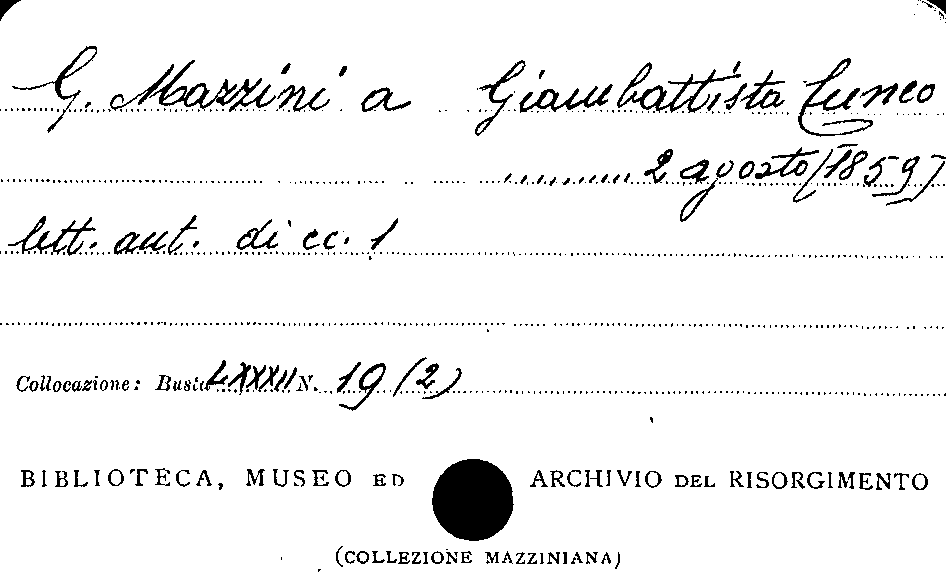 G. Mazzini a Giambattista Cuneo
2 agosto [1859]
lett. aut. di cc. 1
Collocazione: Busta LXXXII N. 19 (2)
BIBLIOTECA, MUSEO ED ARCHIVIO DEL RISORGIMENTO
(COLLEZIONE MAZZINIANA)